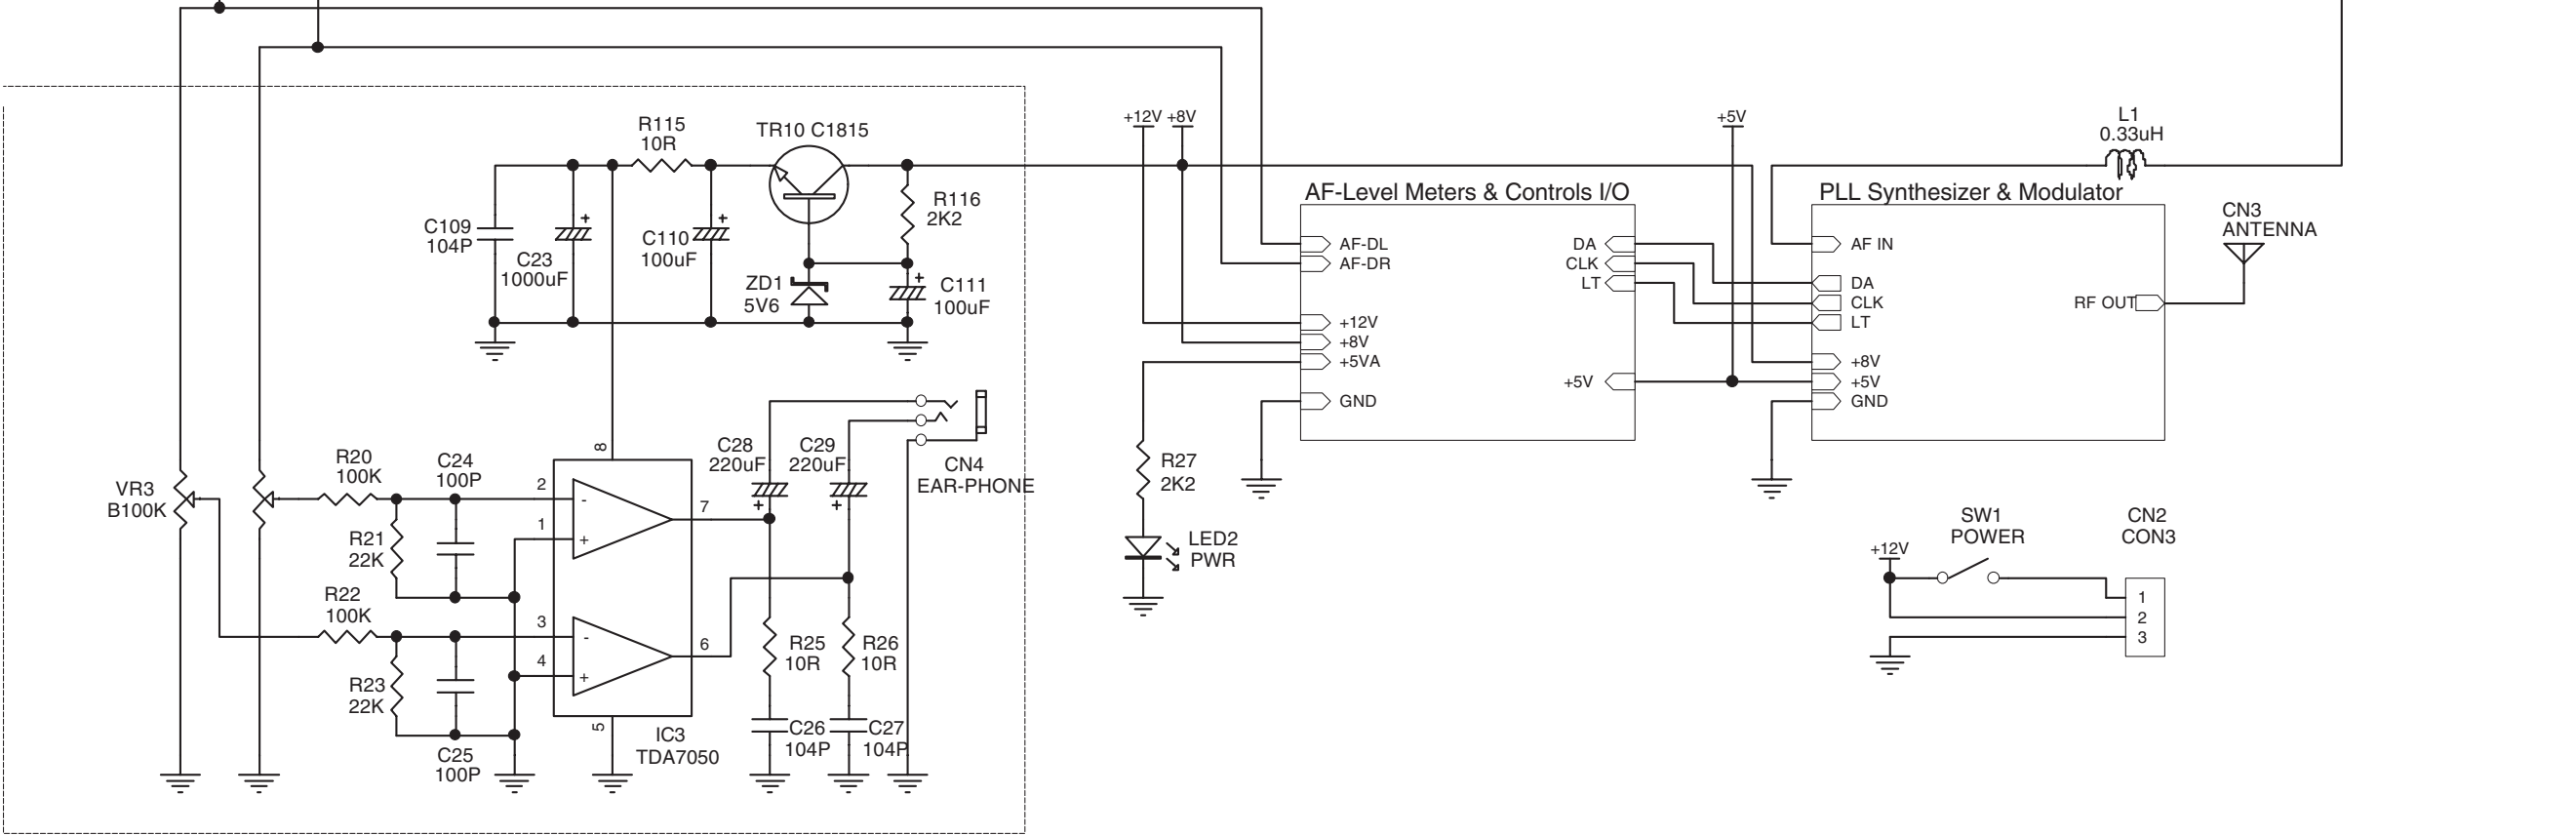 +12V +8V
+5V
L1
0.33uH
R115
10R
TR10 C1815
C109
104P
C23
1000uF
+
C110
100uF
+
ZD1
5V6
R116
2K2
C111
100uF
+
AF-Level Meters & Controls I/O
AF-DL
AF-DR
+12V
+8V
+5VA
GND
DA
CLK
LT
+5V
PLL Synthesizer & Modulator
AF IN
DA
CLK
LT
+8V
+5V
GND
RF OUT
CN3
ANTENNA
VR3
B100K
R20
100K
C24
100P
R21
22K
R22
100K
R23
22K
C25
100P
8
2
1
3
4
5
7
6
-
+
-
+
IC3
TDA7050
C28
220uF
+
C29
220uF
+
CN4
EAR-PHONE
R25
10R
R26
10R
C26
104P
C27
104P
R27
2K2
LED2
PWR
SW1
POWER
+12V
CN2
CON3
1
2
3